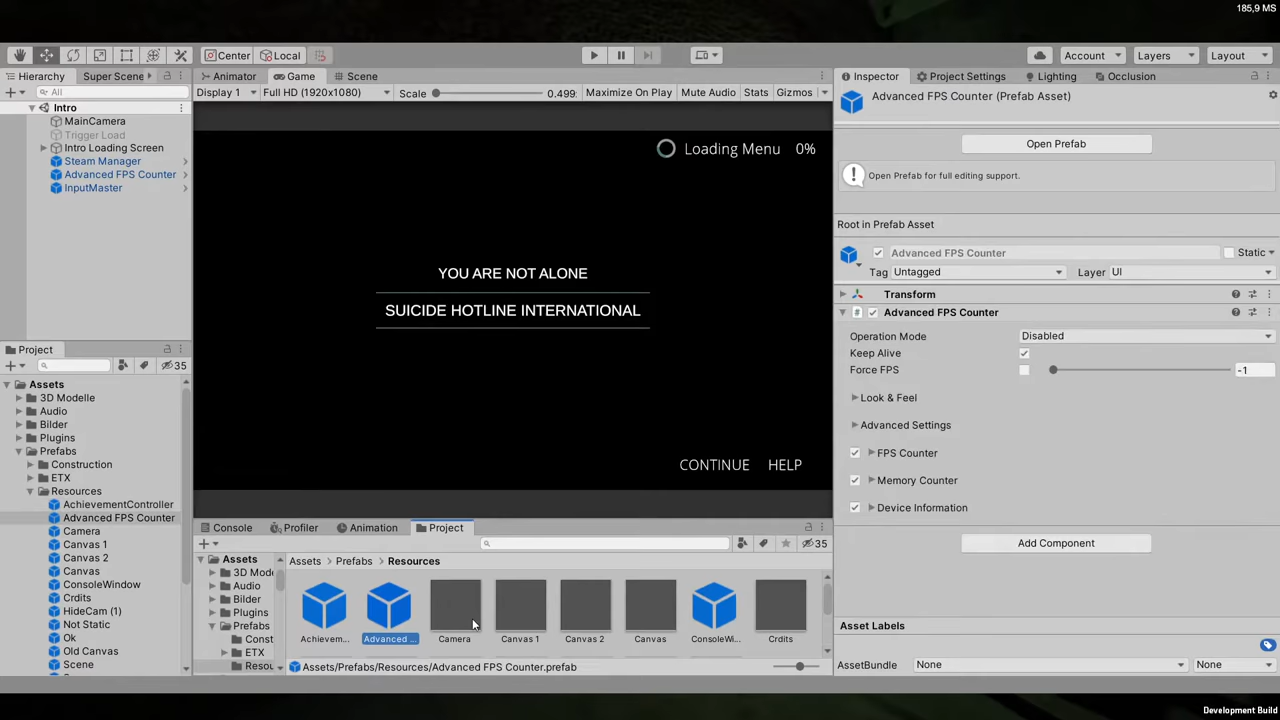 185,9 MS
Center
Local
Account
Layers
Layout
Hierarchy
Super Scene
Animator
Game
Scene
Inspector
Project Settings
Lighting
Occlusion
All
Display 1
Full HD (1920x1080)
Scale
0.499
Maximize On Play
Mute Audio
Stats
Gizmos
Advanced FPS Counter (Prefab Asset)
Intro
MainCamera
Trigger Load
Intro Loading Screen
Steam Manager
Advanced FPS Counter
InputMaster
Loading Menu 0%
YOU ARE NOT ALONE
SUICIDE HOTLINE INTERNATIONAL
CONTINUE HELP
Open Prefab
Open Prefab for full editing support.
Root in Prefab Asset
Advanced FPS Counter
Static
Tag Untagged
Layer UI
Transform
Advanced FPS Counter
Operation Mode Disabled
Keep Alive
Force FPS -1
Look & Feel
Advanced Settings
FPS Counter
Memory Counter
Device Information
Add Component
Asset Labels
AssetBundle None None
Project
35
Assets
3D Modelle
Audio
Bilder
Plugins
Prefabs
Construction
ETX
Resources
AchievementController
Advanced FPS Counter
Camera
Canvas 1
Canvas 2
Canvas
ConsoleWindow
Crdits
HideCam (1)
Not Static
Ok
Old Canvas
Scene
Console
Profiler
Animation
Project
35
Assets
3D Mode
Audio
Bilder
Plugins
Prefabs
Const
ETX
Resou
Assets Prefabs Resources
Achievem...
Advanced ...
Camera
Canvas 1
Canvas 2
Canvas
ConsoleWi...
Crdits
Assets/Prefabs/Resources/Advanced FPS Counter.prefab
Development Build